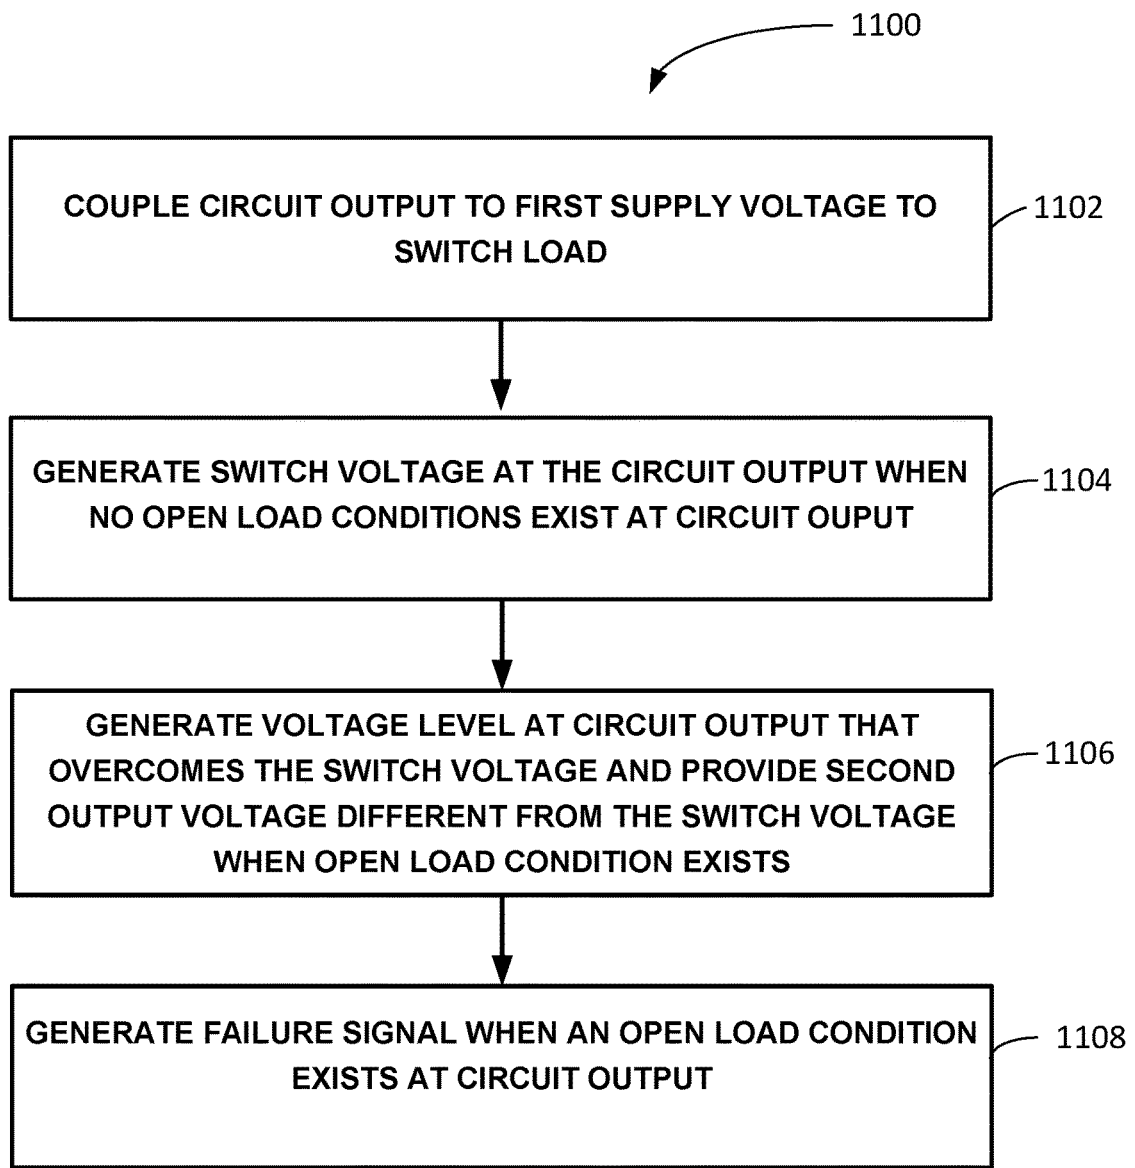 1100
COUPLE CIRCUIT OUTPUT TO FIRST SUPPLY VOLTAGE TO
SWITCH LOAD
1102
GENERATE SWITCH VOLTAGE AT THE CIRCUIT OUTPUT WHEN
NO OPEN LOAD CONDITIONS EXIST AT CIRCUIT OUPUT
1104
GENERATE VOLTAGE LEVEL AT CIRCUIT OUTPUT THAT
OVERCOMES THE SWITCH VOLTAGE AND PROVIDE SECOND
OUTPUT VOLTAGE DIFFERENT FROM THE SWITCH VOLTAGE
WHEN OPEN LOAD CONDITION EXISTS
1106
GENERATE FAILURE SIGNAL WHEN AN OPEN LOAD CONDITION
EXISTS AT CIRCUIT OUTPUT
1108